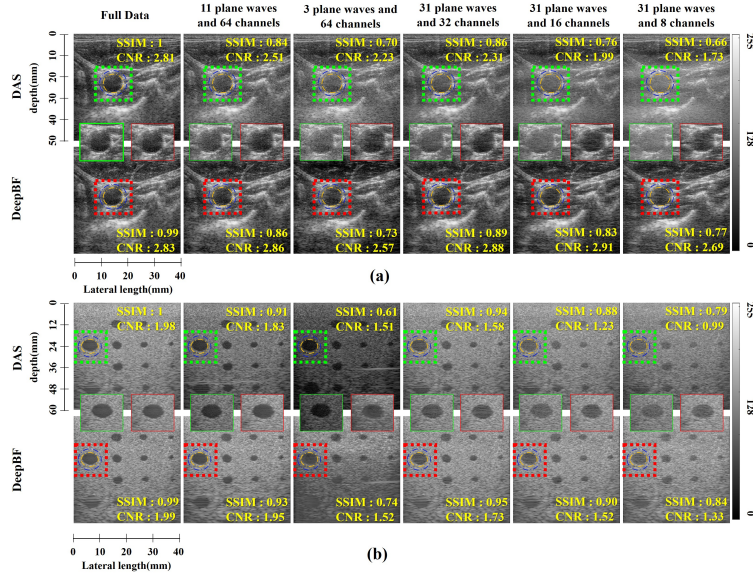 Full Data
11 plane waves
and 64 channels
3 plane waves and
64 channels
31 plane waves
and 32 channels
31 plane waves
and 16 channels
31 plane waves
and 8 channels
DAS
depth(mm)
0
10
20
30
40
50
SSIM : 1
CNR : 2.81
SSIM : 0.84
CNR : 2.51
SSIM : 0.70
CNR : 2.23
SSIM : 0.86
CNR : 2.31
SSIM : 0.76
CNR : 1.99
SSIM : 0.66
CNR : 1.73
255
128
0
DeepBF
SSIM : 0.99
CNR : 2.83
SSIM : 0.86
CNR : 2.86
SSIM : 0.73
CNR : 2.57
SSIM : 0.89
CNR : 2.88
SSIM : 0.83
CNR : 2.91
SSIM : 0.77
CNR : 2.69
0 10 20 30 40
Lateral length(mm)
(a)
DAS
depth(mm)
0
12
24
36
48
60
SSIM : 1
CNR : 1.98
SSIM : 0.91
CNR : 1.83
SSIM : 0.61
CNR : 1.51
SSIM : 0.94
CNR : 1.58
SSIM : 0.88
CNR : 1.23
SSIM : 0.79
CNR : 0.99
255
128
0
DeepBF
SSIM : 0.99
CNR : 1.99
SSIM : 0.93
CNR : 1.95
SSIM : 0.74
CNR : 1.52
SSIM : 0.95
CNR : 1.73
SSIM : 0.90
CNR : 1.52
SSIM : 0.84
CNR : 1.33
0 10 20 30 40
Lateral length(mm)
(b)